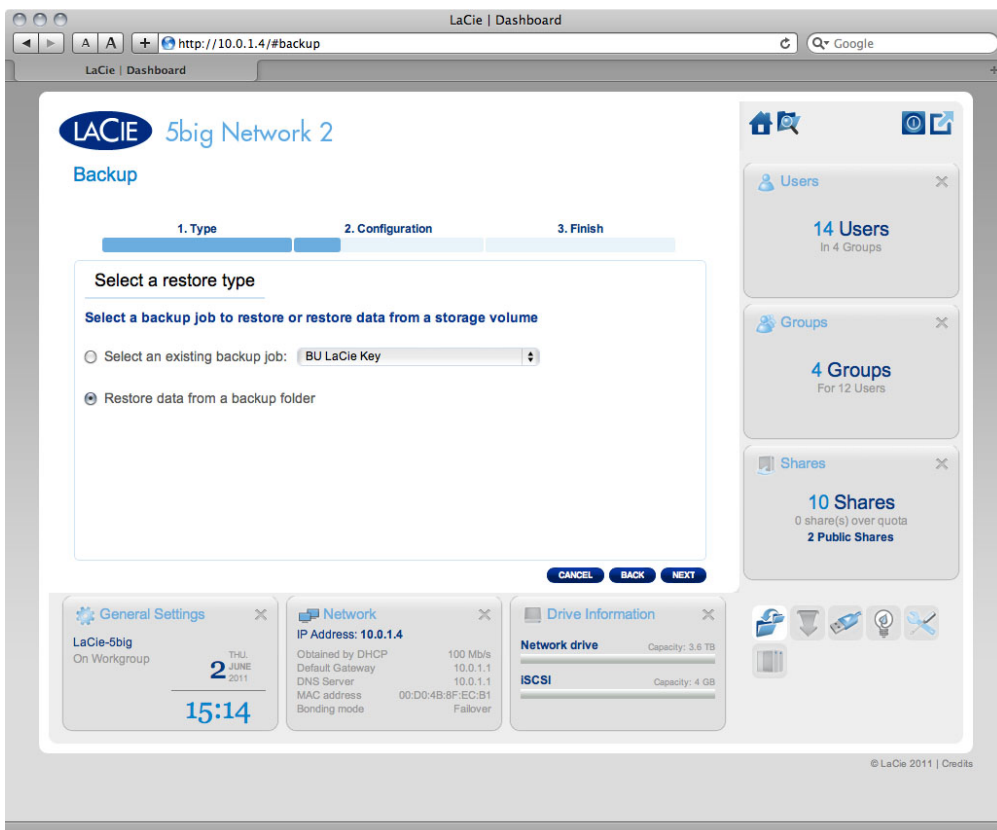 LaCie | Dashboard
A A + http://10.0.1.4/#backup
Google
LaCie | Dashboard
LACIE 5big Network 2
Backup
1. Type
2. Configuration
3. Finish
Select a restore type
Select a backup job to restore or restore data from a storage volume
Select an existing backup job: BU LaCie Key
Restore data from a backup folder
CANCEL BACK NEXT
Users
14 Users
In 4 Groups
Groups
4 Groups
For 12 Users
Shares
10 Shares
0 share(s) over quota
2 Public Shares
General Settings
LaCie-5big
On Workgroup
THU.
2 JUNE
2011
15:14
Network
IP Address: 10.0.1.4
Obtained by DHCP 100 Mb/s
Default Gateway 10.0.1.1
DNS Server 10.0.1.1
MAC address 00:D0:4B:8F:EC:B1
Bonding mode Failover
Drive Information
Network drive Capacity: 3.6 TB
iSCSI Capacity: 4 GB
© LaCie 2011 | Credits